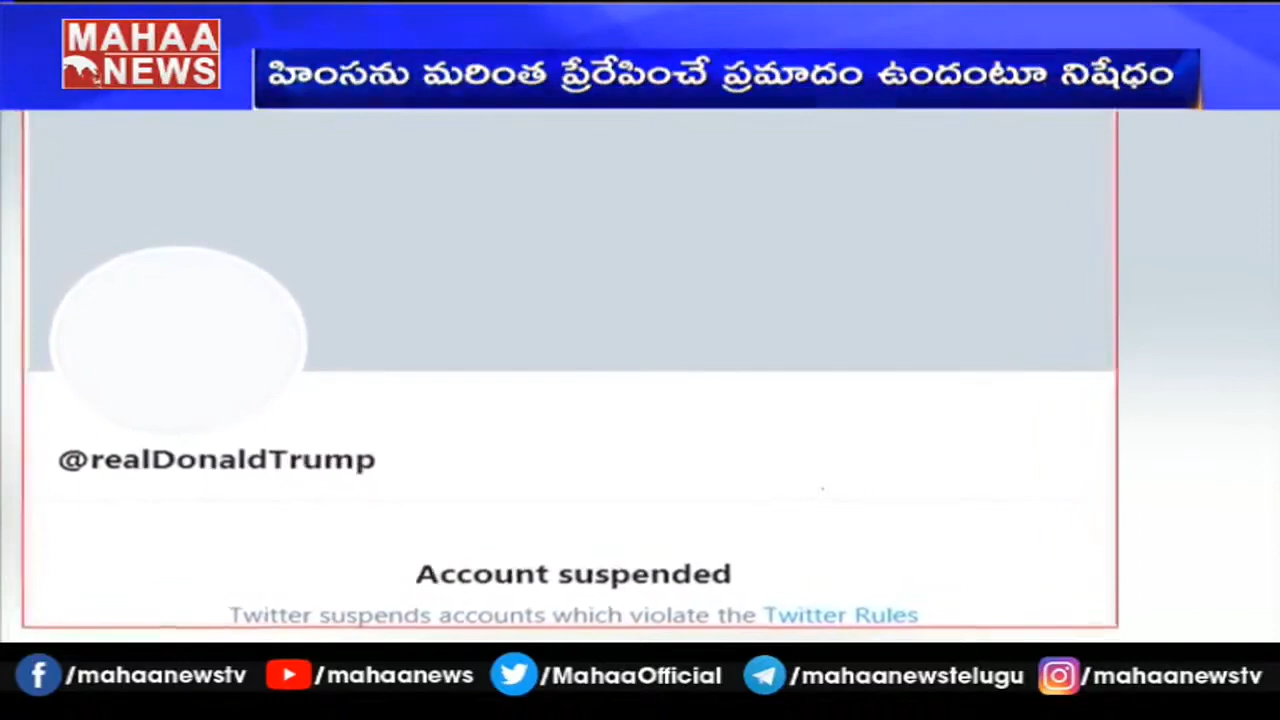 MAHAA
NEWS
హింసను మరింత ప్రేరేపించే ప్రమాదం ఉందంటూ నిషేధం
@realDonaldTrump
Account suspended
Twitter suspends accounts which violate the Twitter Rules
/mahaanewstv /mahaanews /MahaaOfficial /mahaanewstelugu /mahaanewstv